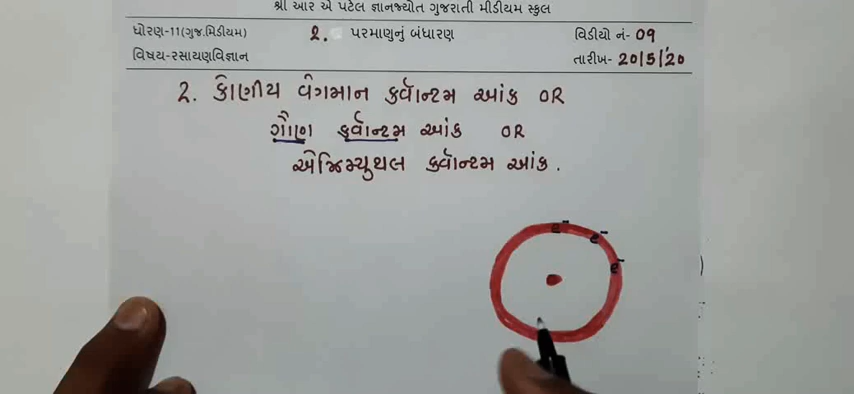 શ્રી આર એ પટેલ જ્ઞાનજ્યોત ગુજરાતી મીડીયમ સ્કુલ
ધોરણ-11(ગુજ.મિડીયમ) 2. પરમાણુનું બંધારણ વિડીયો નં- 09
વિષય-રસાયણવિજ્ઞાન તારીખ- 20/5/'20
2. કોણીય વેગમાન ક્વૉન્ટમ આંક OR
ગૌણ ક્વૉન્ટમ આંક OR
એઝિમ્યુથલ ક્વૉન્ટમ આંક.
e⁻
e⁻
e⁻